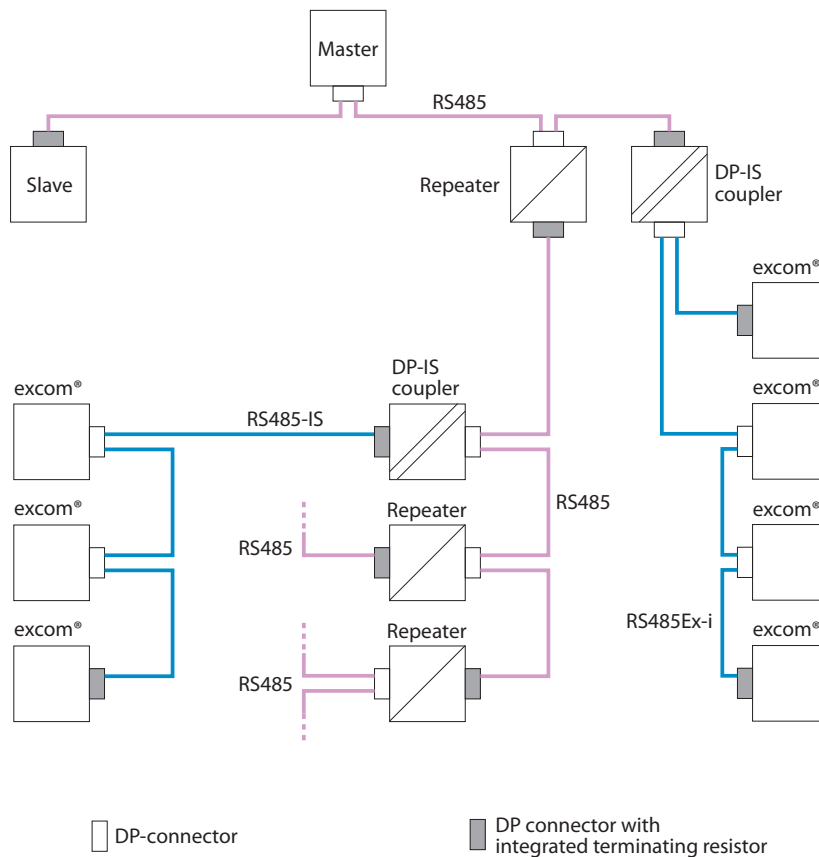 Master
RS485
Slave
Repeater
DP-IS
coupler
excom®
excom®
DP-IS
coupler
excom®
RS485-IS
excom®
Repeater
RS485
RS485
excom®
excom®
Repeater
RS485Ex-i
excom®
RS485
DP-connector
DP connector with
integrated terminating resistor